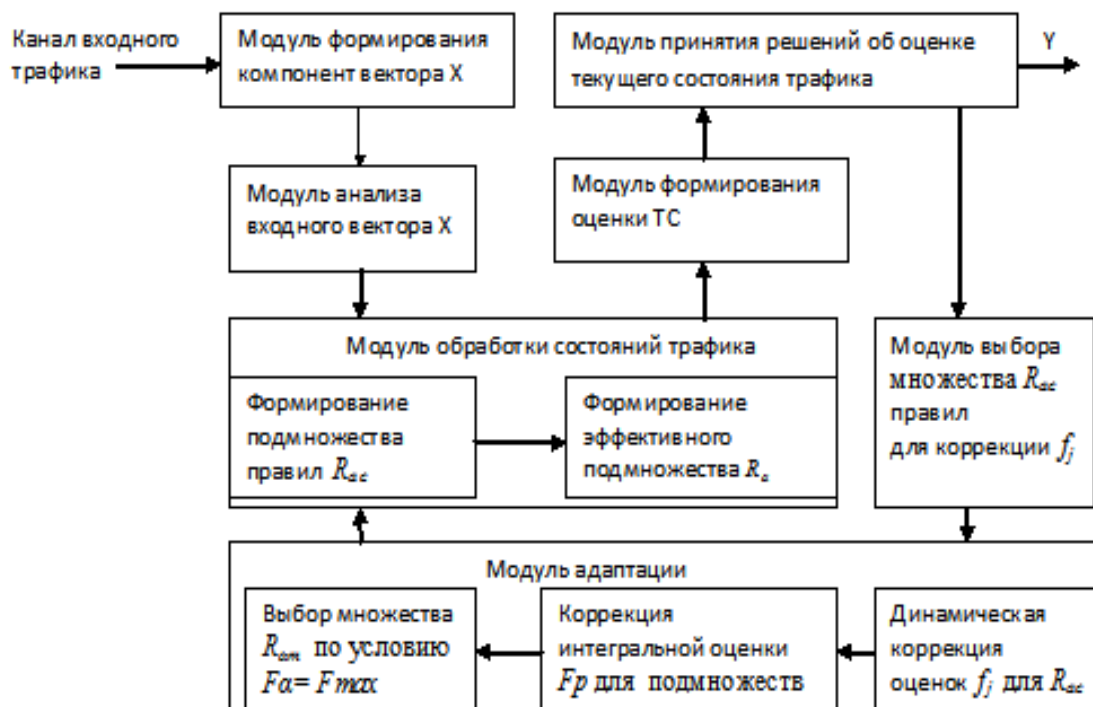 Канал входного
трафика
Модуль формирования
компонент вектора X
Модуль принятия решений об оценке
текущего состояния трафика
Y
Модуль анализа
входного вектора X
Модуль формирования
оценки ТС
Модуль обработки состояний трафика
Формирование
подмножества
правил Rac
Формирование
эффективного
подмножества Ra
Модуль выбора
множества Rac
правил
для коррекции fj
Модуль адаптации
Выбор множества
Ram по условию
Fa= Fmax
Коррекция
интегральной оценки
Fp для подмножеств
Динамическая
коррекция
оценок fj для Rac